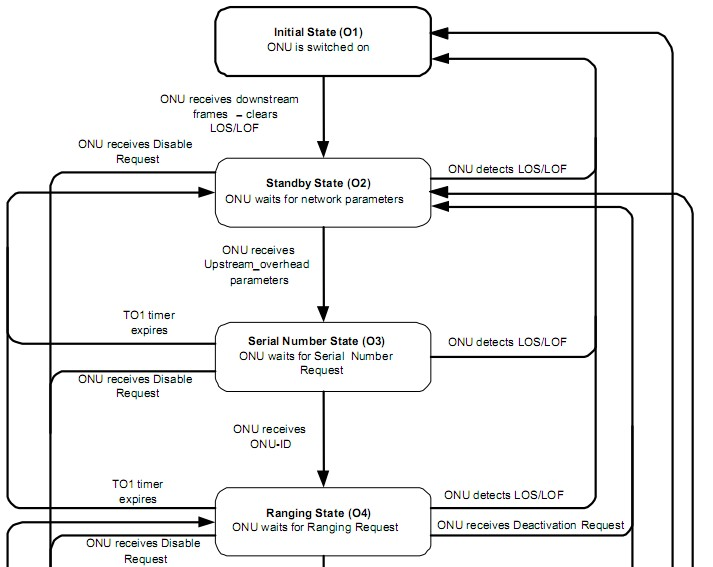 Initial State (O1)
ONU is switched on
ONU receives downstream
frames – clears
LOS/LOF
ONU receives Disable
Request
ONU detects LOS/LOF
Standby State (O2)
ONU waits for network parameters
ONU receives
Upstream_overhead
parameters
TO1 timer
expires
Serial Number State (O3)
ONU waits for Serial Number
Request
ONU detects LOS/LOF
ONU receives Disable
Request
ONU receives
ONU-ID
TO1 timer
expires
ONU detects LOS/LOF
Ranging State (O4)
ONU waits for Ranging Request
ONU receives Deactivation Request
ONU receives Disable
Request